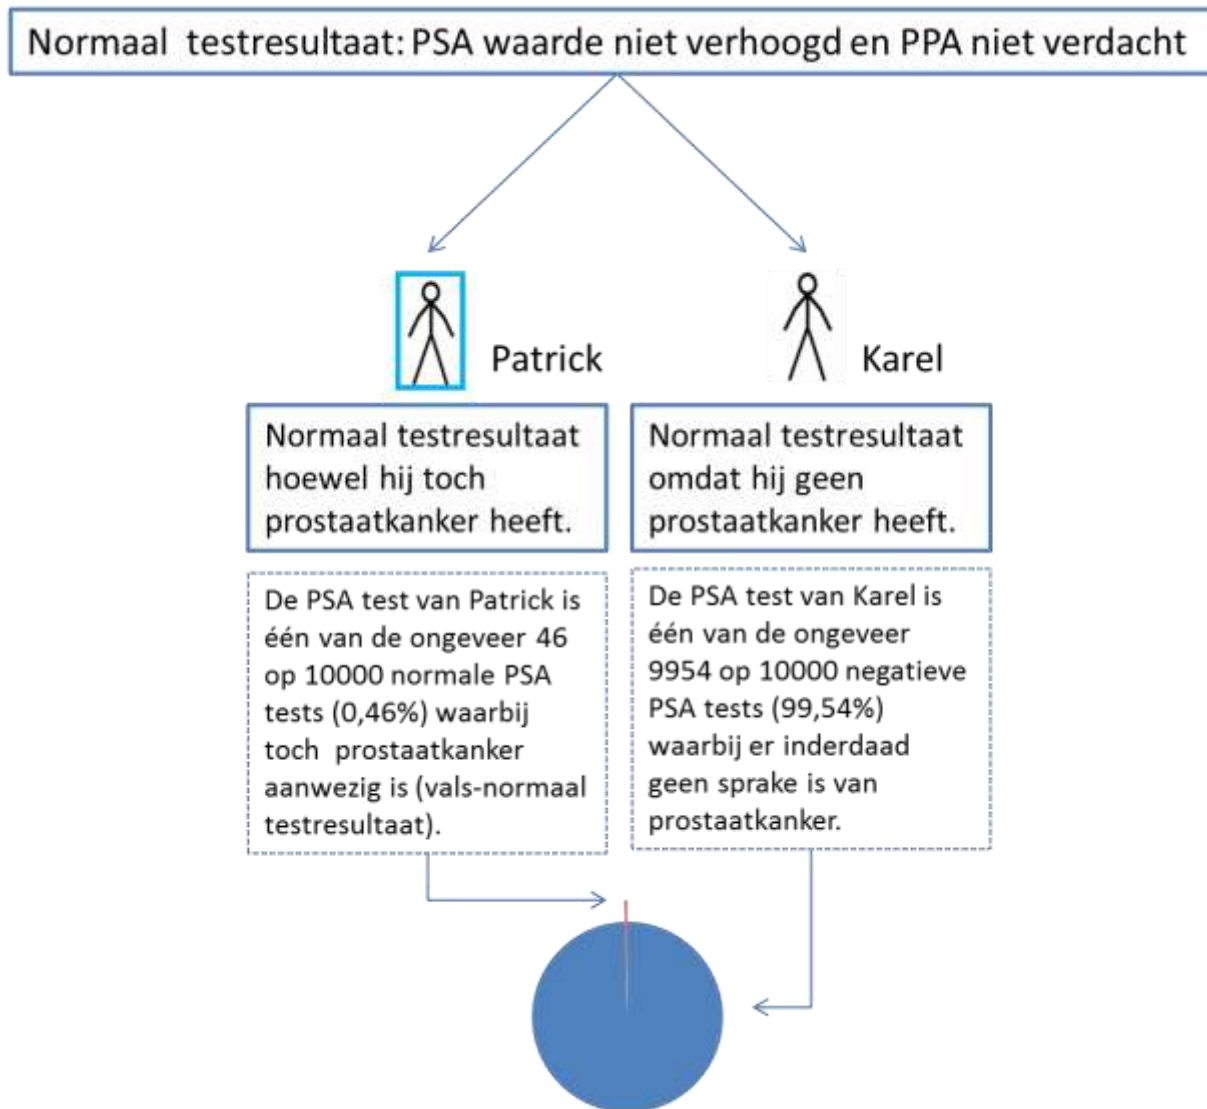 Normaal testresultaat: PSA waarde niet verhoogd en PPA niet verdacht
Patrick
Normaal testresultaat
hoewel hij toch
prostaatkanker heeft.
De PSA test van Patrick is
één van de ongeveer 46
op 10000 normale PSA
tests (0,46%) waarbij
toch prostaatkanker
aanwezig is (vals-normaal
testresultaat).
Karel
Normaal testresultaat
omdat hij geen
prostaatkanker heeft.
De PSA test van Karel is
één van de ongeveer
9954 op 10000 negatieve
PSA tests (99,54%)
waarbij er inderdaad
geen sprake is van
prostaatkanker.